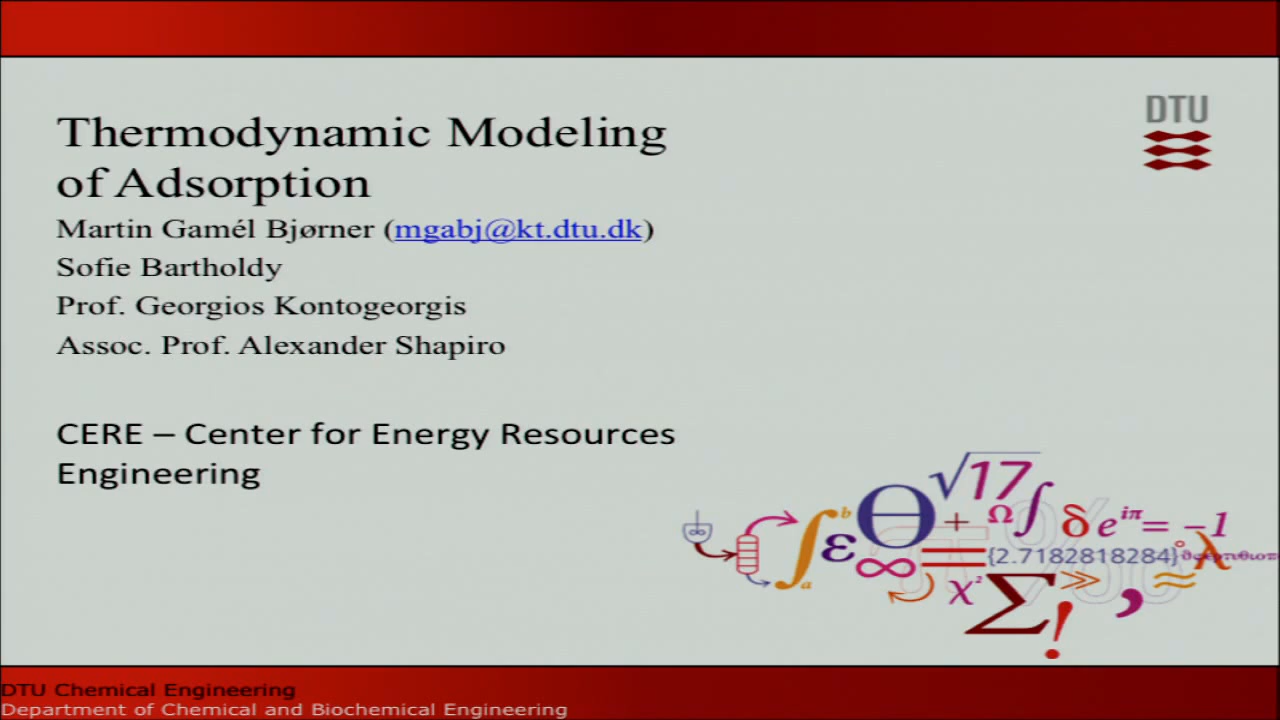 Thermodynamic Modeling
of Adsorption
DTU
Martin Gamél Bjørner (mgabj@kt.dtu.dk)
Sofie Bartholdy
Prof. Georgios Kontogeorgis
Assoc. Prof. Alexander Shapiro
CERE – Center for Energy Resources
Engineering
√17
∫ b a ε Θ + Ω ∫ δ e^iπ = −1
∞ = {2.7182818284} λ
χ² Σ ! ≫ , ≈
DTU Chemical Engineering
Department of Chemical and Biochemical Engineering